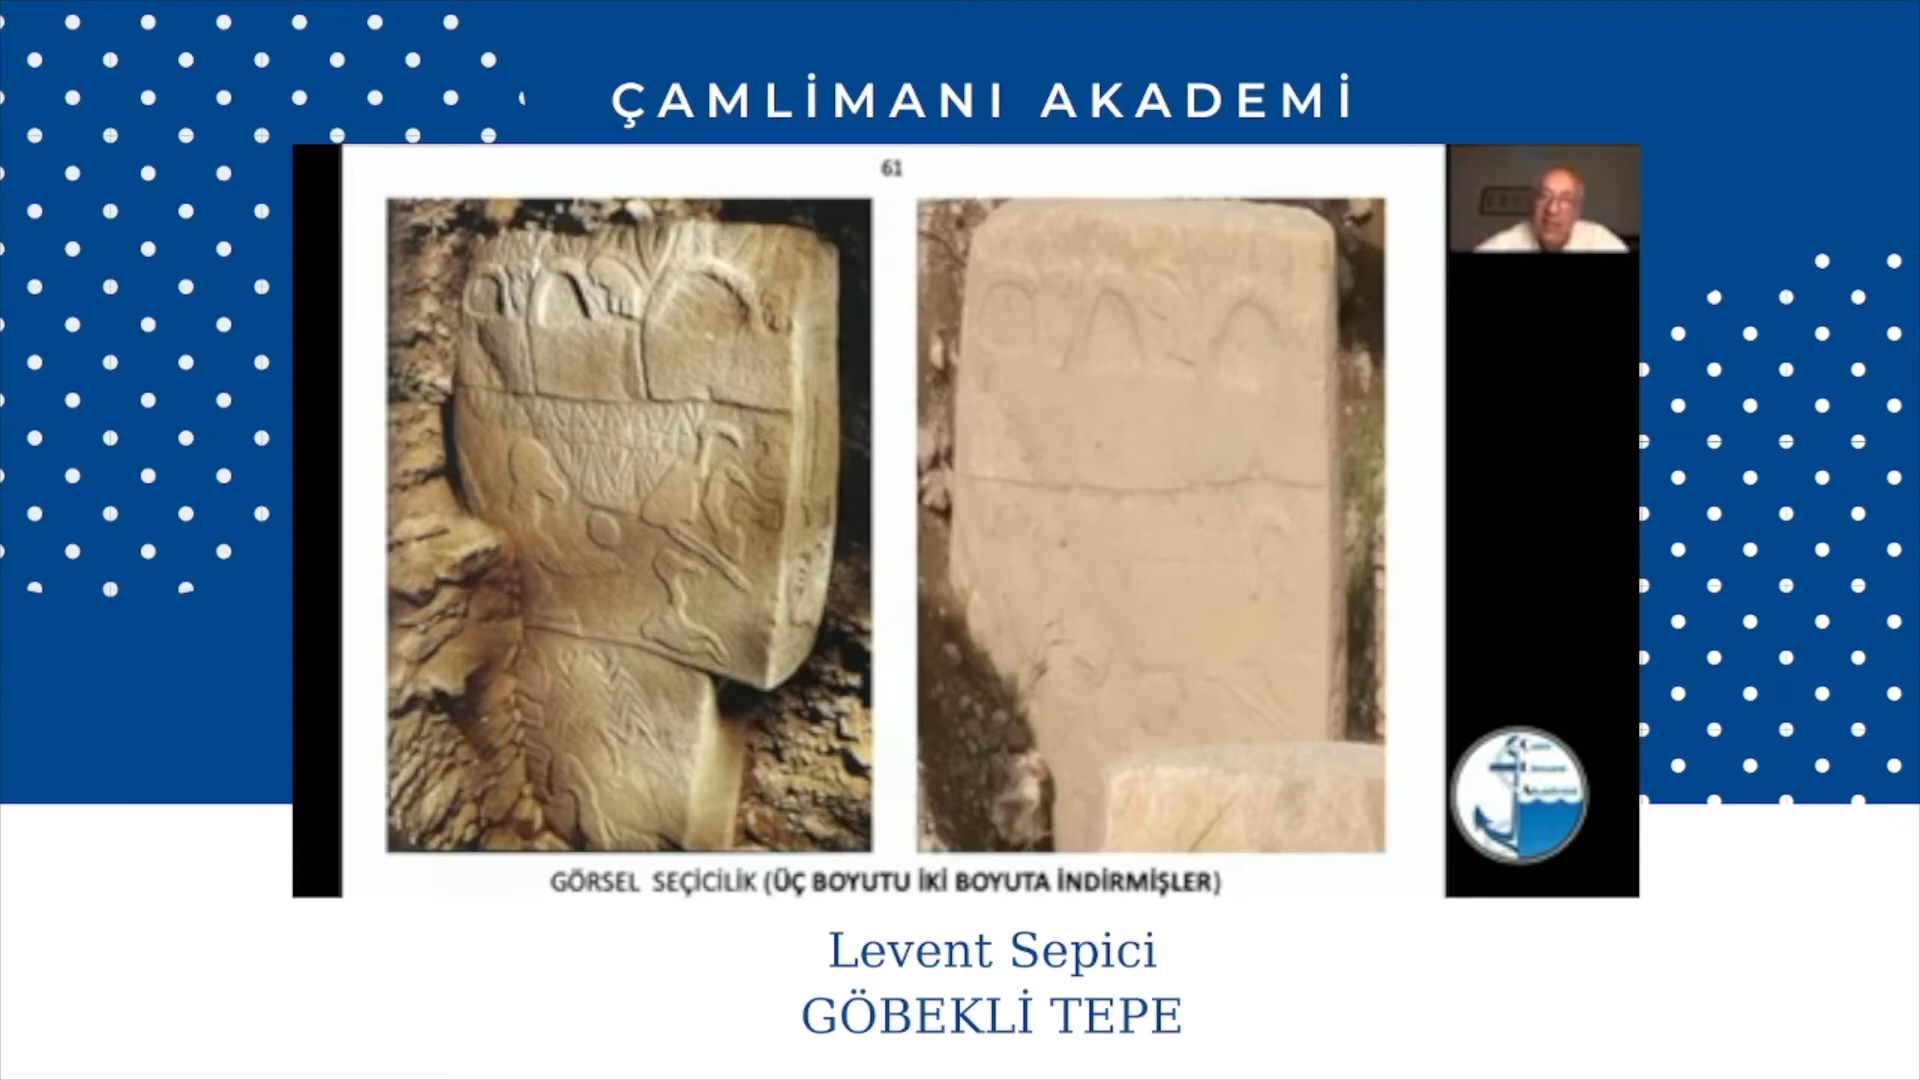 ÇAMLİMANI AKADEMİ
61
GÖRSEL SEÇİCİLİK (ÜÇ BOYUTU İKİ BOYUTA İNDİRMİŞLER)
Levent Sepici
GÖBEKLİ TEPE